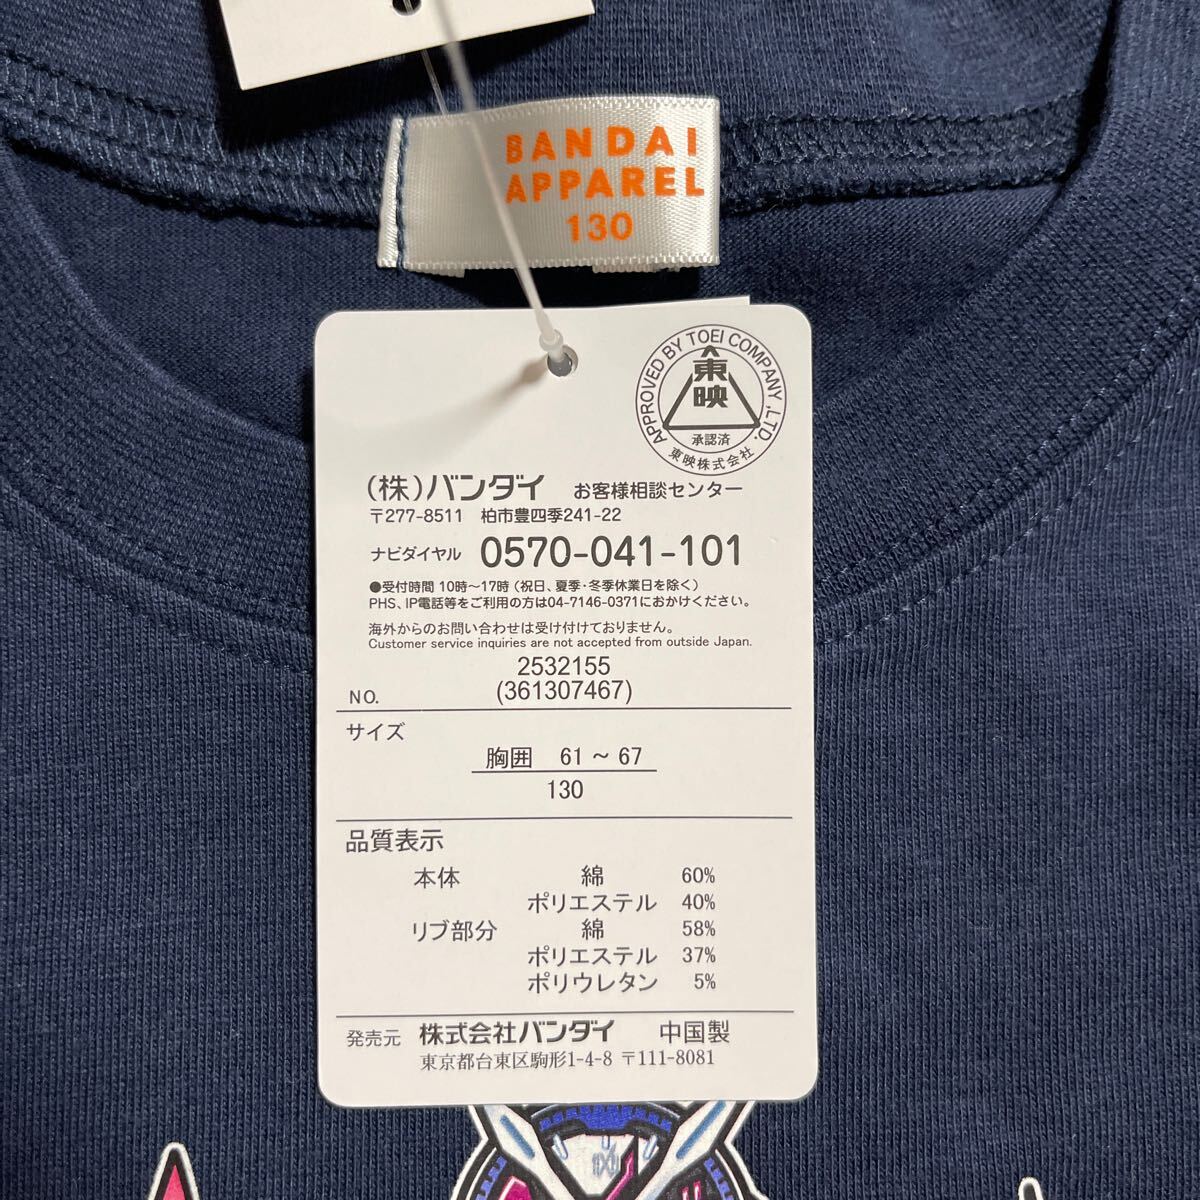 BANDAI
APPAREL
130
APPROVED BY TOEI COMPANY,LTD.
東映
承認済
東映株式会社
(株)バンダイ お客様相談センター
〒277-8511 柏市豊四季241-22
ナビダイヤル 0570-041-101
●受付時間 10時～17時(祝日、夏季・冬季休業日を除く)
PHS、IP電話等をご利用の方は04-7146-0371におかけください。
海外からのお問い合わせは受け付けておりません。
Customer service inquiries are not accepted from outside Japan.
2532155
NO. (361307467)
サイズ
胸囲 61～67
130
品質表示
本体 綿 60%
ポリエステル 40%
リブ部分 綿 58%
ポリエステル 37%
ポリウレタン 5%
発売元 株式会社バンダイ 中国製
東京都台東区駒形1-4-8 〒111-8081